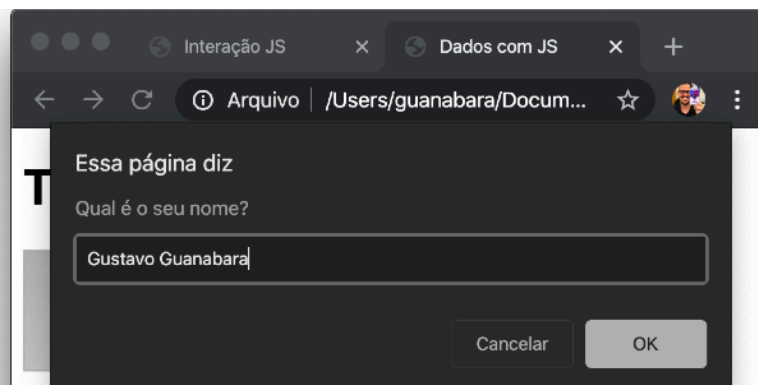 Interação JS
Dados com JS
Arquivo /Users/guanabara/Docum...
T
Essa página diz
Qual é o seu nome?
Gustavo Guanabara
Cancelar
OK